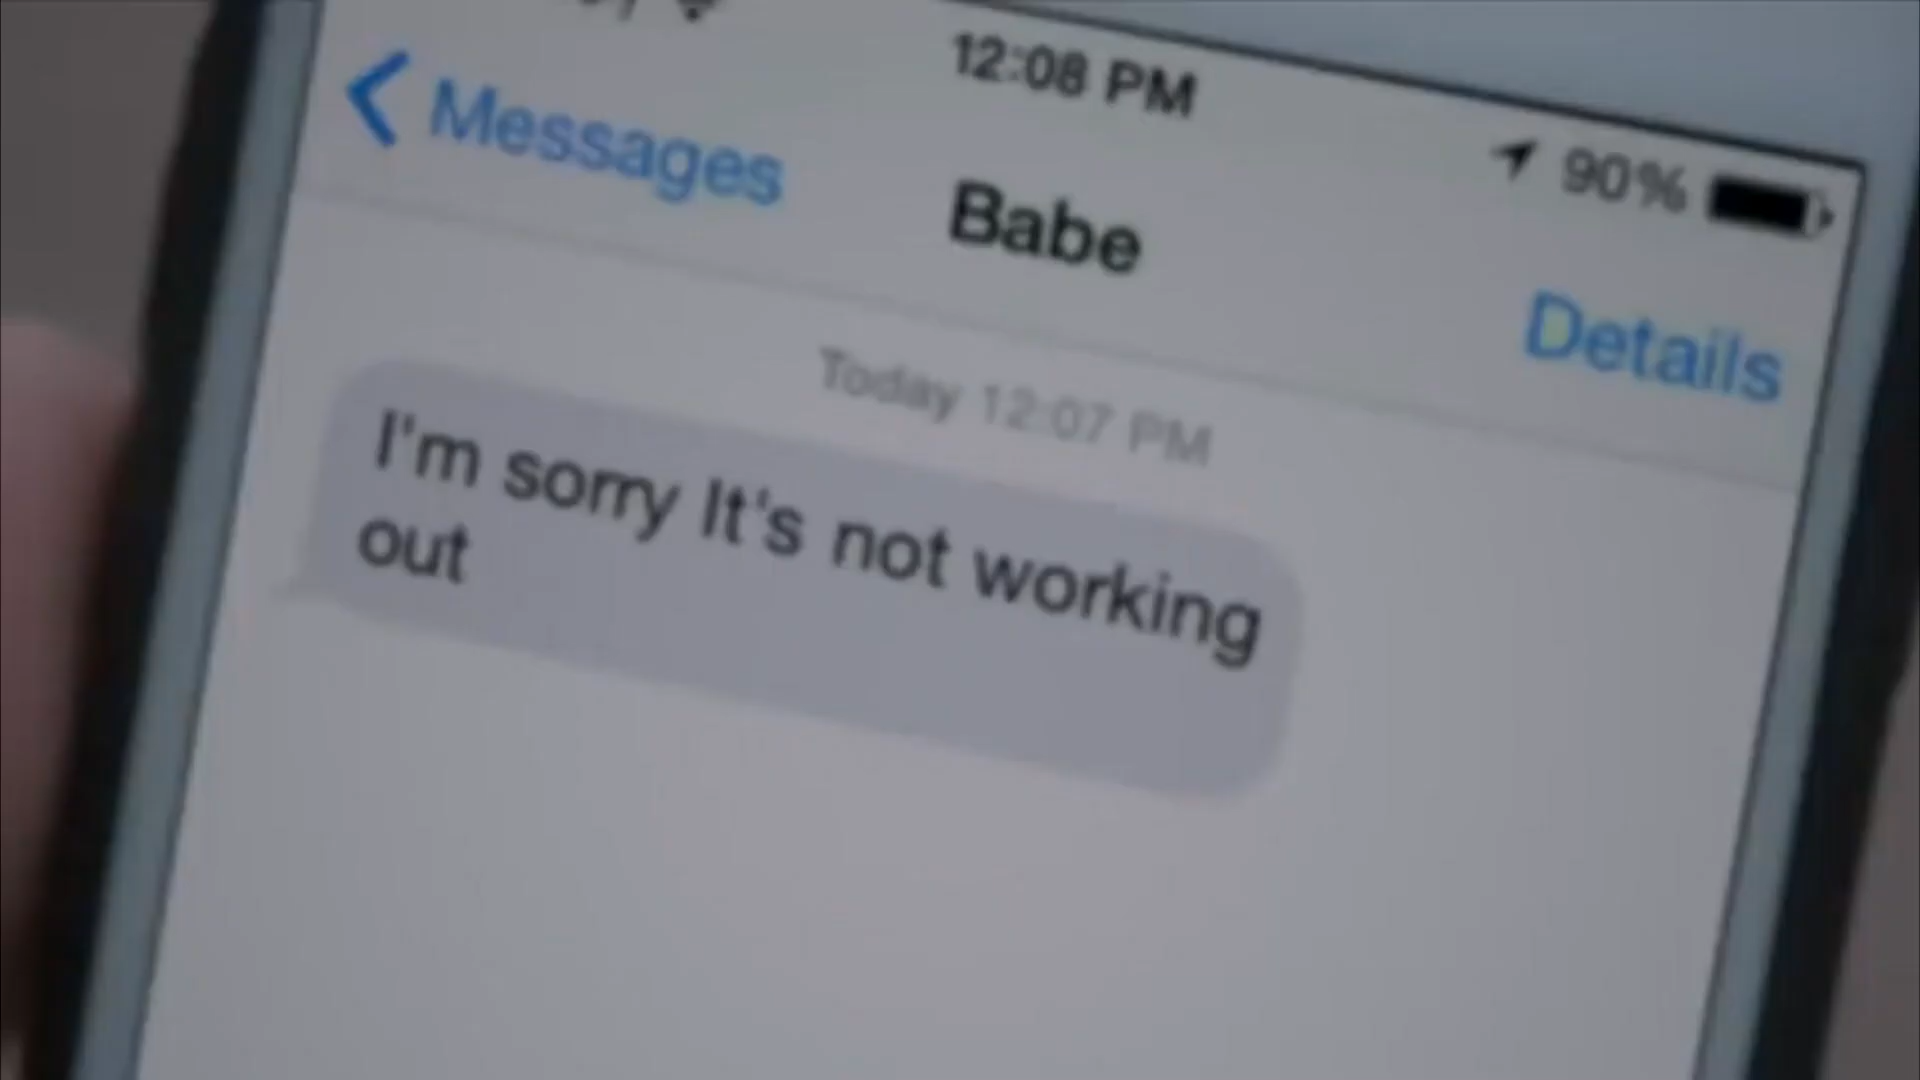 12:08 PM
90%
Messages
Babe
Details
Today 12:07 PM
I'm sorry It's not working
out